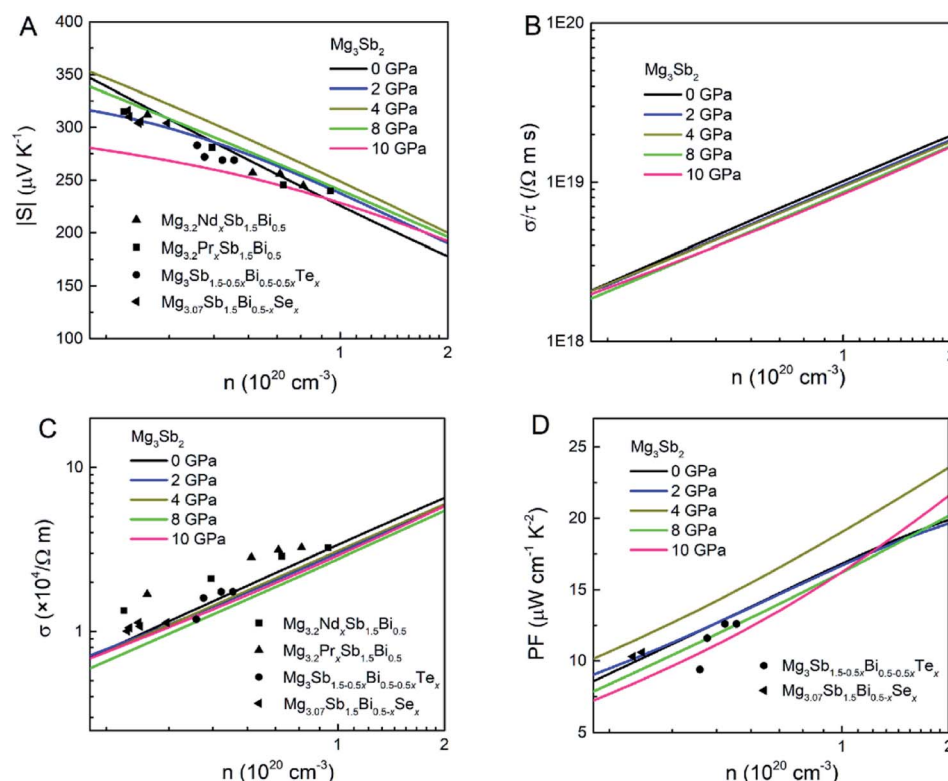 A
400
350
300
250
200
150
100
|S| (μV K⁻¹)
Mg₃Sb₂
0 GPa
2 GPa
4 GPa
8 GPa
10 GPa
Mg₃.₂NdₓSb₁.₅Bi₀.₅
Mg₃.₂PrₓSb₁.₅Bi₀.₅
Mg₃Sb₁.₅₋₀.₅ₓBi₀.₅₋₀.₅ₓTeₓ
Mg₃.₀₇Sb₁.₅Bi₀.₅₋ₓSeₓ
1 2
n (10²⁰ cm⁻³)
B
1E20
1E19
1E18
σ/τ (/Ω m s)
Mg₃Sb₂
0 GPa
2 GPa
4 GPa
8 GPa
10 GPa
1
n (10²⁰ cm⁻³)
C
10
1
σ (×10⁴/Ω m)
Mg₃Sb₂
0 GPa
2 GPa
4 GPa
8 GPa
10 GPa
Mg₃.₂NdₓSb₁.₅Bi₀.₅
Mg₃.₂PrₓSb₁.₅Bi₀.₅
Mg₃Sb₁.₅₋₀.₅ₓBi₀.₅₋₀.₅ₓTeₓ
Mg₃.₀₇Sb₁.₅Bi₀.₅₋ₓSeₓ
1 2
n (10²⁰ cm⁻³)
D
25
20
15
10
5
PF (μW cm⁻¹ K⁻²)
Mg₃Sb₂
0 GPa
2 GPa
4 GPa
8 GPa
10 GPa
Mg₃Sb₁.₅₋₀.₅ₓBi₀.₅₋₀.₅ₓTeₓ
Mg₃.₀₇Sb₁.₅Bi₀.₅₋ₓSeₓ
1 2
n (10²⁰ cm⁻³)